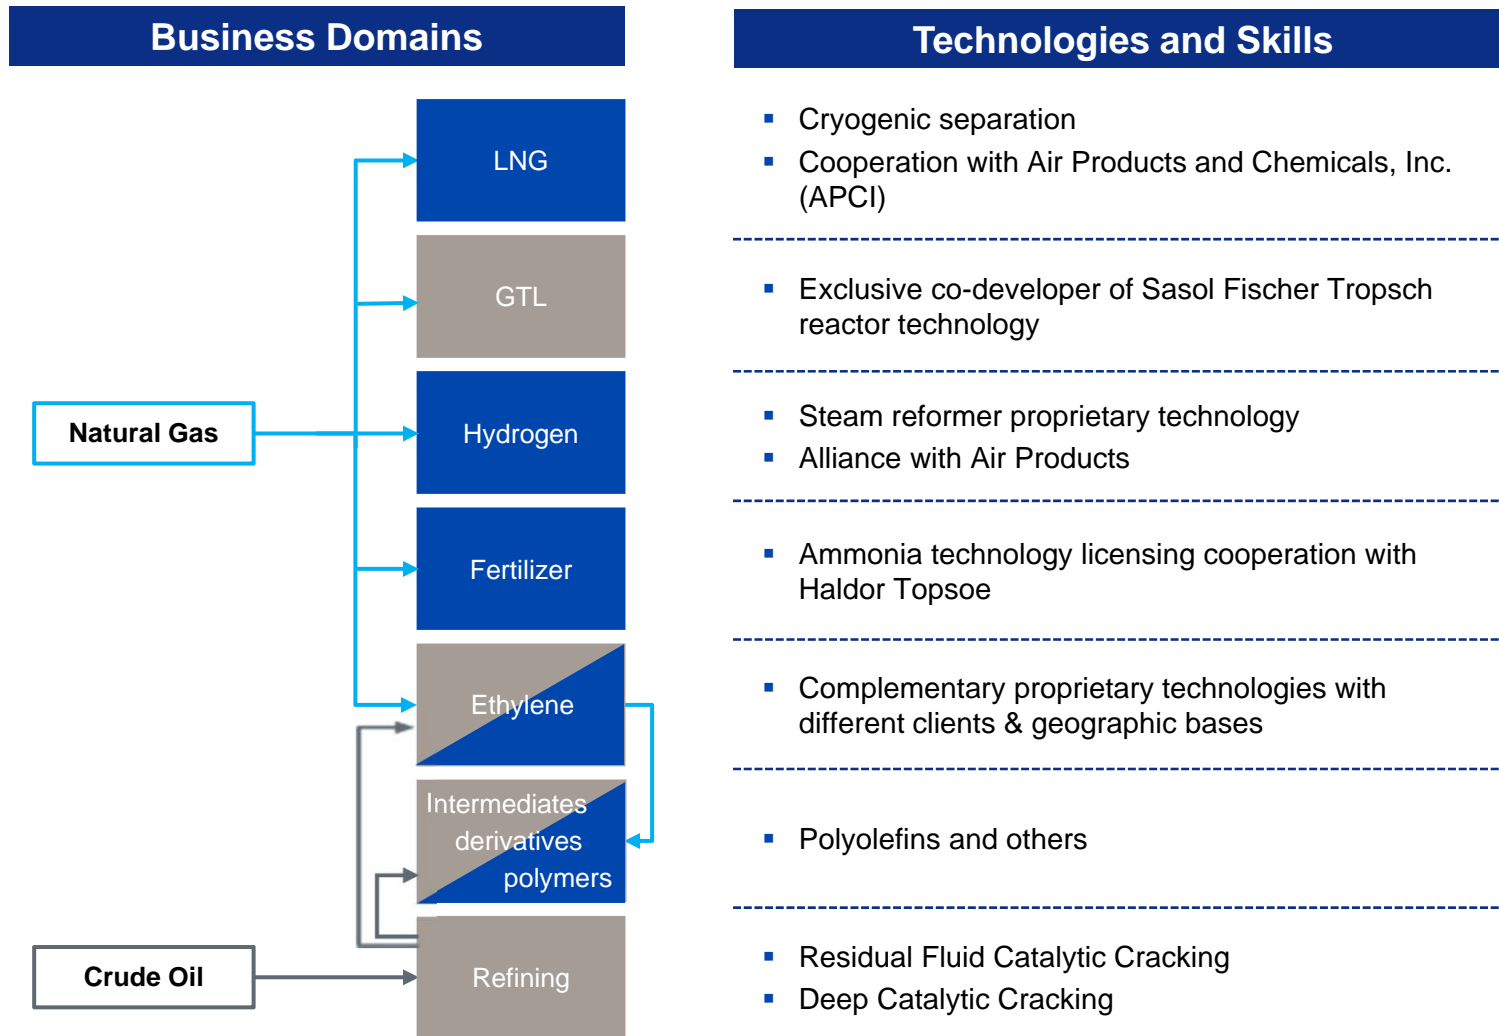 Business Domains
Technologies and Skills
LNG
▪ Cryogenic separation
▪ Cooperation with Air Products and Chemicals, Inc.
(APCI)
GTL
▪ Exclusive co-developer of Sasol Fischer Tropsch
reactor technology
Natural Gas
Hydrogen
▪ Steam reformer proprietary technology
▪ Alliance with Air Products
Fertilizer
▪ Ammonia technology licensing cooperation with
Haldor Topsoe
Ethylene
▪ Complementary proprietary technologies with
different clients & geographic bases
Intermediates
derivatives
polymers
▪ Polyolefins and others
Crude Oil
Refining
▪ Residual Fluid Catalytic Cracking
▪ Deep Catalytic Cracking